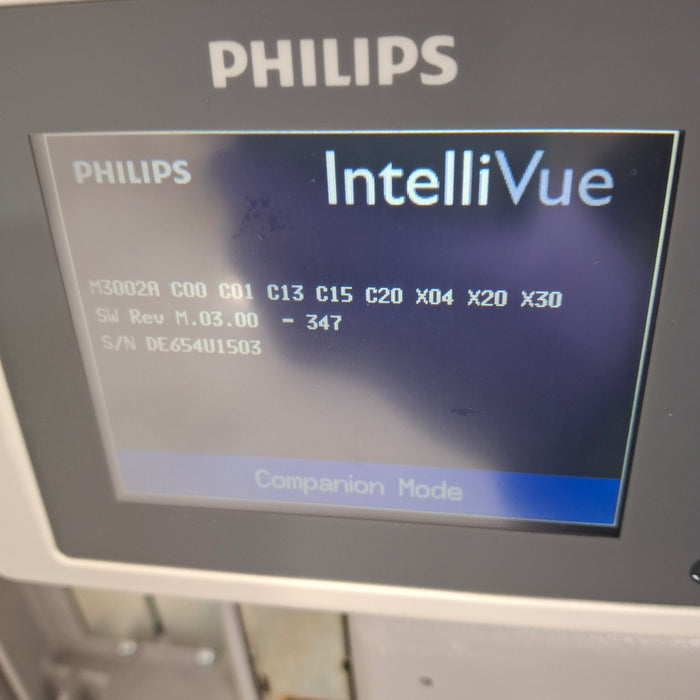 PHILIPS
PHILIPS IntelliVue
M3002A C00 C01 C13 C15 C20 X04 X20 X30
SW Rev M.03.00 - 347
S/N DE654U1503
Companion Mode